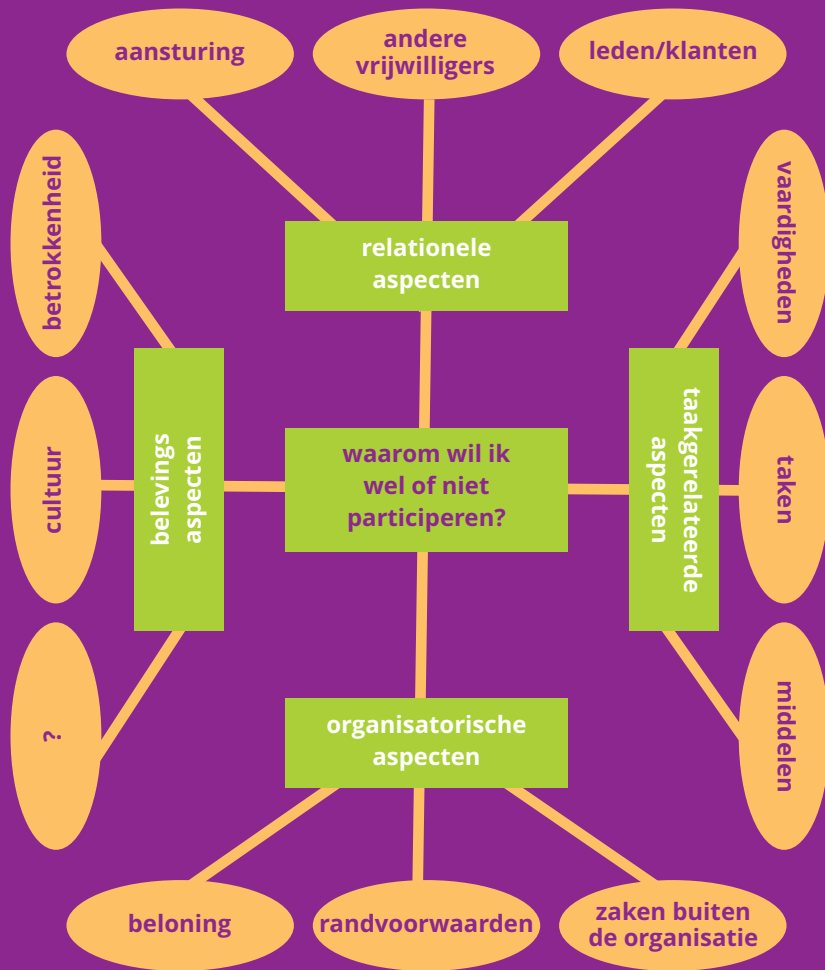 aansturing
andere
vrijwilligers
leden/klanten
relationele
aspecten
betrokkenheid
cultuur
?
belevings
aspecten
waarom wil ik
wel of niet
participeren?
taakgerelateerde
aspecten
vaardigheden
taken
middelen
organisatorische
aspecten
beloning
randvoorwaarden
zaken buiten
de organisatie